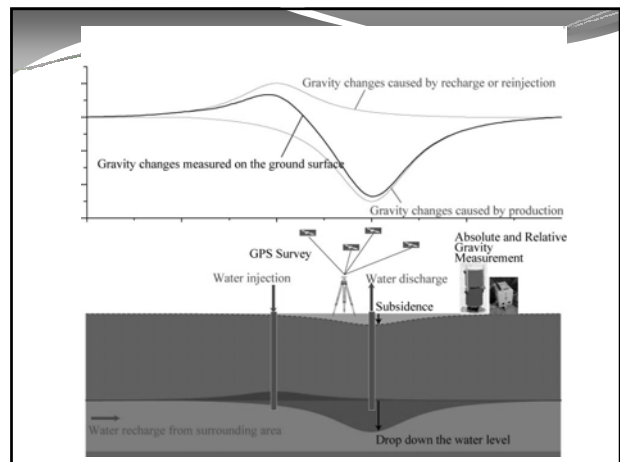 Gravity changes caused by recharge or reinjection
Gravity changes measured on the ground surface
Gravity changes caused by production
GPS Survey
Absolute and Relative
Gravity
Measurement
Water injection
Water discharge
Subsidence
Water recharge from surrounding area
Drop down the water level